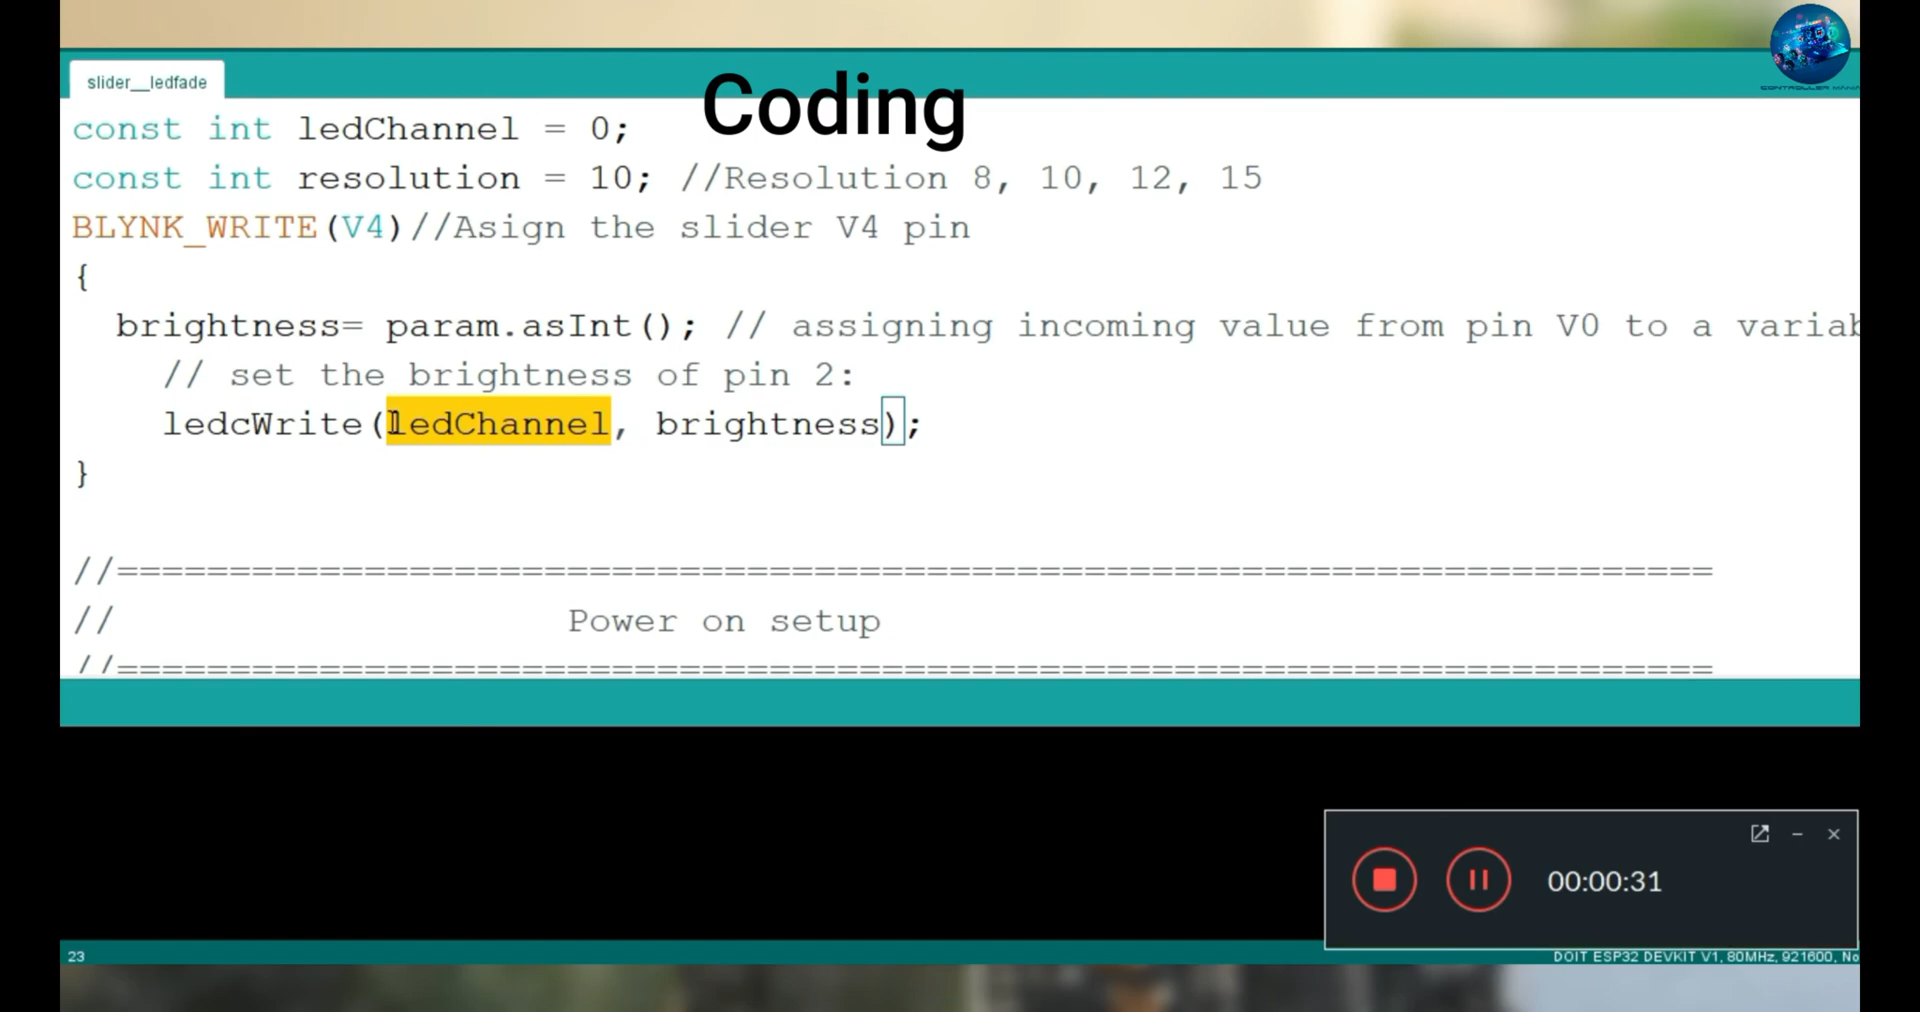 slider__ledfade
Coding
const int ledChannel = 0;
const int resolution = 10; //Resolution 8, 10, 12, 15
BLYNK_WRITE(V4)//Asign the slider V4 pin
{
brightness= param.asInt(); // assigning incoming value from pin V0 to a variab
// set the brightness of pin 2:
ledcWrite(ledChannel, brightness);
}
//=======================================================================
// Power on setup
//=======================================================================
00:00:31
23
DOIT ESP32 DEVKIT V1, 80MHz, 921600, No